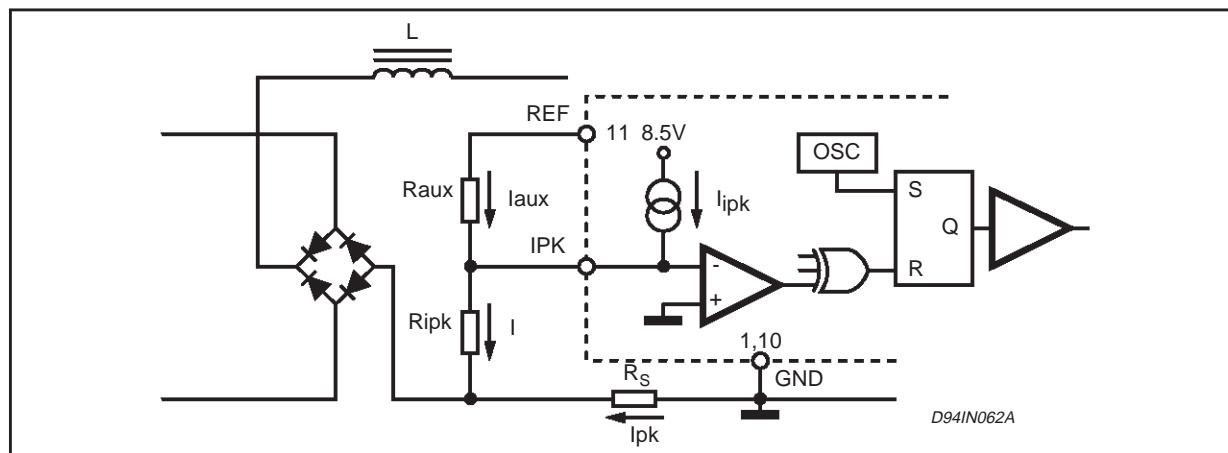 L
REF
11 8.5V
OSC
Raux
Iaux
Iipk
S
Q
R
IPK
-
+
Ripk
I
1,10
GND
RS
Ipk
D94IN062A